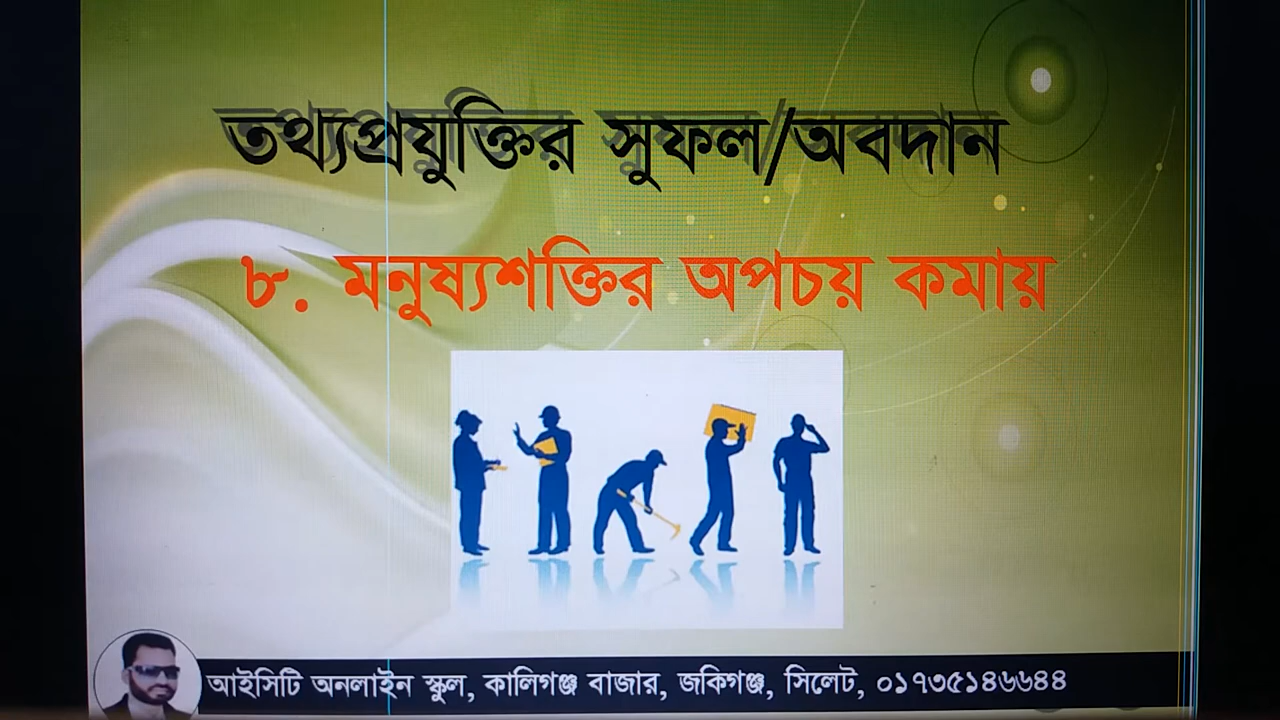 তথ্যপ্রযুক্তির সুফল/অবদান
৮. মনুষ্যশক্তির অপচয় কমায়
আইসিটি অনলাইন স্কুল, কালিগঞ্জ বাজার, জকিগঞ্জ, সিলেট, ০১৭৩৫১৪৬৬৪৪